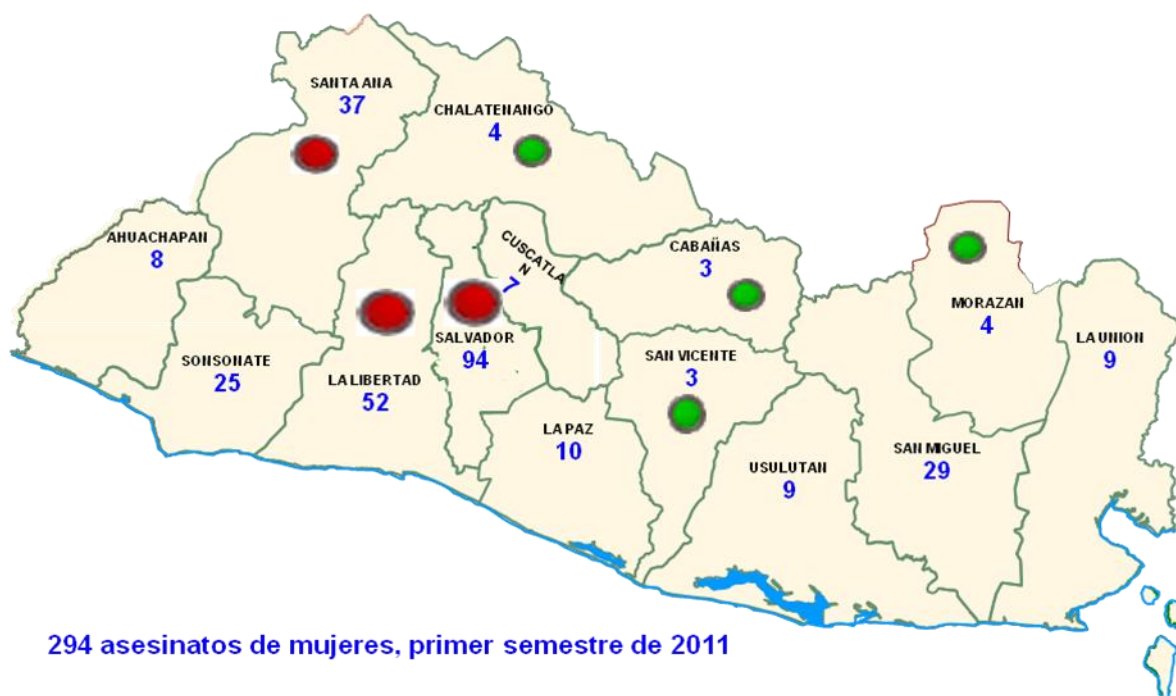 SANTA ANA
37
CHALATENANGO
4
AHUACHAPAN
8
CUSCATLA
N
7
CABAÑAS
3
MORAZAN
4
SONSONATE
25
LA LIBERTAD
52
SALVADOR
94
SAN VICENTE
3
LA UNION
9
LA PAZ
10
USULUTAN
9
SAN MIGUEL
29
294 asesinatos de mujeres, primer semestre de 2011